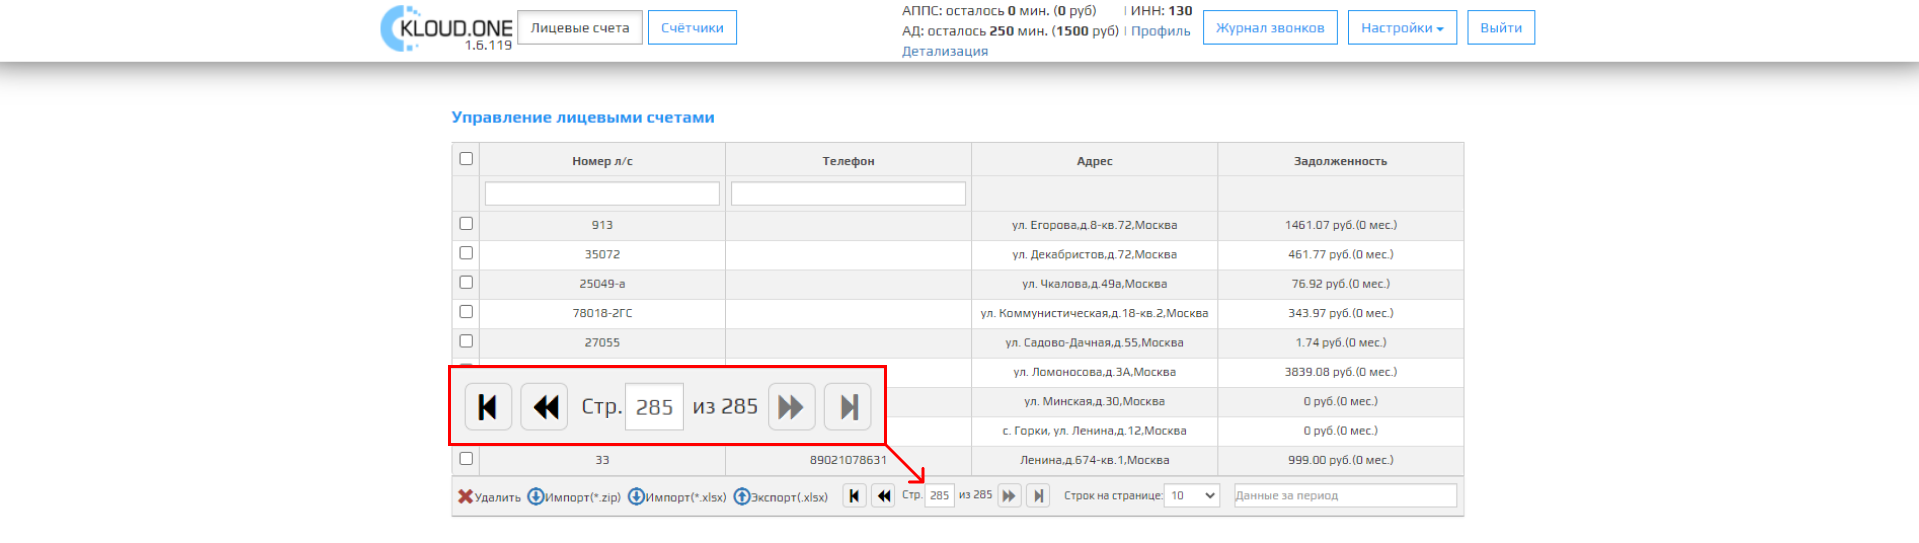 KLOUD.ONE
1.6.119
Лицевые счета
Счётчики
АППС: осталось 0 мин. (0 руб) | ИНН: 130
АД: осталось 250 мин. (1500 руб) | Профиль
Детализация
Журнал звонков
Настройки
Выйти
Управление лицевыми счетами
Номер л/с Телефон Адрес Задолженность
913 ул. Егорова,д.8-кв.72,Москва 1461.07 руб.(0 мес.)
35072 ул. Декабристов,д.72,Москва 461.77 руб.(0 мес.)
25049-а ул. Чкалова,д.49а,Москва 76.92 руб.(0 мес.)
78018-2ГС ул. Коммунистическая,д.18-кв.2,Москва 343.97 руб.(0 мес.)
27055 ул. Садово-Дачная,д.55,Москва 1.74 руб.(0 мес.)
ул. Ломоносова,д.3А,Москва 3839.08 руб.(0 мес.)
ул. Минская,д.30,Москва 0 руб.(0 мес.)
Стр. 285 из 285
с. Горки, ул. Ленина,д.12,Москва 0 руб.(0 мес.)
33 89021078631 Ленина,д.674-кв.1,Москва 999.00 руб.(0 мес.)
Удалить Импорт(*.zip) Импорт(*.xlsx) Экспорт(.xlsx) Стр. 285 из 285 Строк на странице: 10 Данные за период